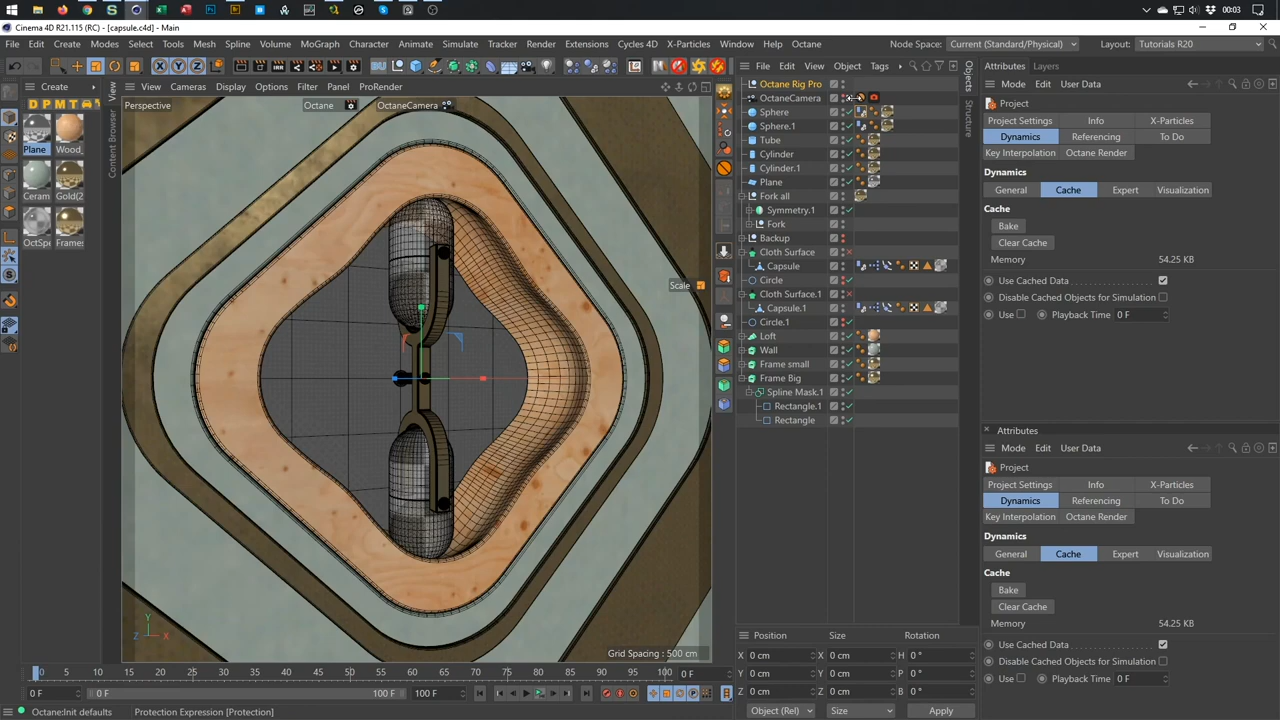 00:03
Cinema 4D R21.115 (RC) - [capsule.c4d] - Main
File Edit Create Modes Select Tools Mesh Spline Volume MoGraph Character Animate Simulate Tracker Render Extensions Cycles 4D X-Particles Window Help Octane
Node Space: Current (Standard/Physical) Layout: Tutorials R20
X Y Z
Create
D P M T
Plane Wood_
Ceram Gold(2
OctSpe Frames
View
Content Browser
View Cameras Display Options Filter Panel ProRender
Perspective Octane OctaneCamera
Scale
Grid Spacing : 500 cm
Y
Z X
File Edit View Object Tags
Octane Rig Pro
OctaneCamera
Sphere
Sphere.1
Tube
Cylinder
Cylinder.1
Plane
Fork all
Symmetry.1
Fork
Backup
Cloth Surface
Capsule
Circle
Cloth Surface.1
Capsule.1
Circle.1
Loft
Wall
Frame small
Frame Big
Spline Mask.1
Rectangle.1
Rectangle
Objects
Structure
Attributes Layers
Mode Edit User Data
Project
Project Settings Info X-Particles
Dynamics Referencing To Do
Key Interpolation Octane Render
Dynamics
General Cache Expert Visualization
Cache
Bake
Clear Cache
Memory 54.25 KB
Use Cached Data
Disable Cached Objects for Simulation
Use Playback Time 0 F
Attributes
Mode Edit User Data
Project
Project Settings Info X-Particles
Dynamics Referencing To Do
Key Interpolation Octane Render
Dynamics
General Cache Expert Visualization
Cache
Bake
Clear Cache
Memory 54.25 KB
Use Cached Data
Disable Cached Objects for Simulation
Use Playback Time 0 F
Position Size Rotation
X 0 cm X 0 cm H 0 °
Y 0 cm Y 0 cm P 0 °
Z 0 cm Z 0 cm B 0 °
Object (Rel) Size Apply
0 5 10 15 20 25 30 35 40 45 50 55 60 65 70 75 80 85 90 95 100 0 F
0 F 0 F 100 F 100 F
Octane:Init defaults Protection Expression [Protection]